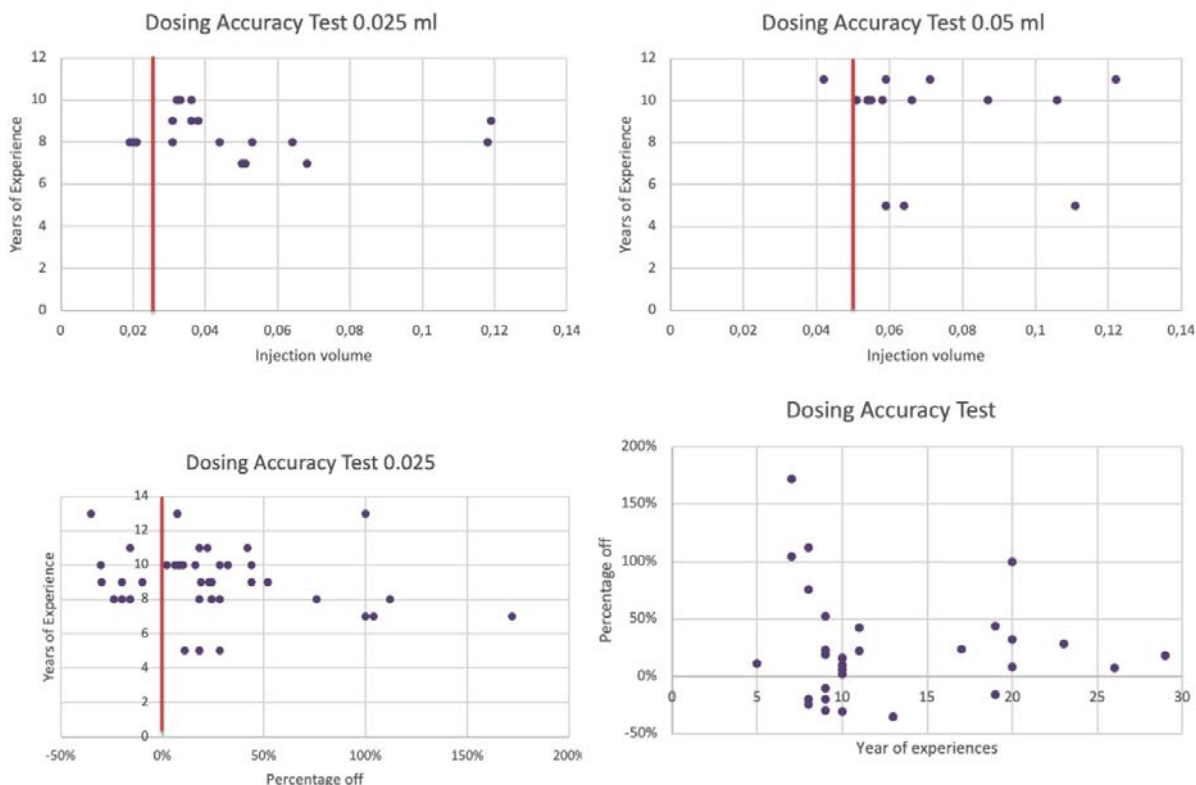 Dosing Accuracy Test 0.025 ml
12
10
8
6
4
2
0
Years of Experience
0 0,02 0,04 0,06 0,08 0,1 0,12 0,14
Injection volume
Dosing Accuracy Test 0.05 ml
12
10
8
6
4
2
0
Years of Experience
0 0,02 0,04 0,06 0,08 0,1 0,12 0,14
Injection volume
Dosing Accuracy Test 0.025
14
12
10
8
6
4
2
0
Years of Experience
-50% 0% 50% 100% 150% 200%
Percentage off
Dosing Accuracy Test
200%
150%
100%
50%
0%
-50%
Percentage off
0 5 10 15 20 25 30
Year of experiences